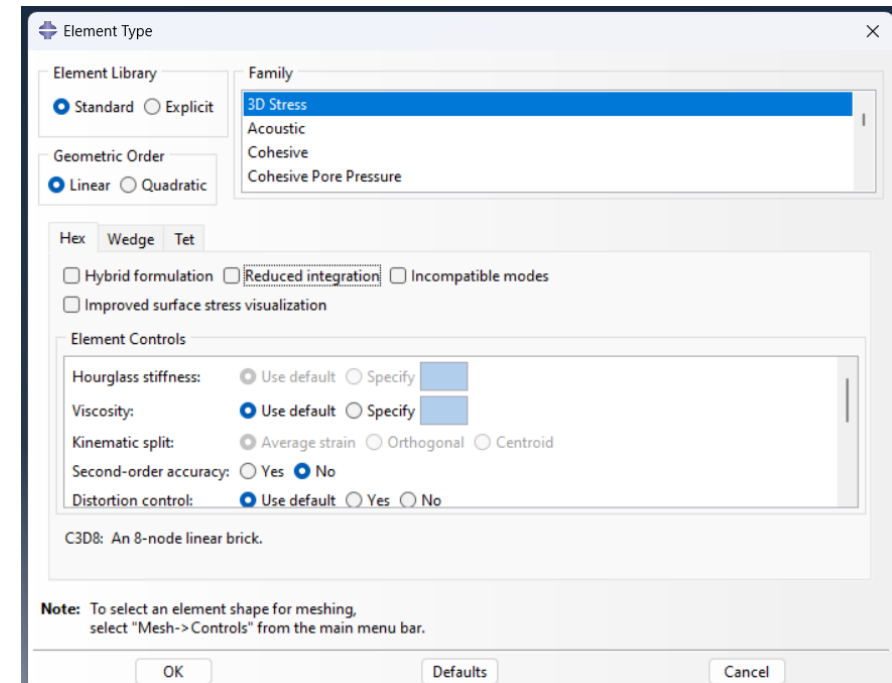 Element Type
Element Library
Standard Explicit
Family
3D Stress
Acoustic
Cohesive
Cohesive Pore Pressure
Geometric Order
Linear Quadratic
Hex Wedge Tet
Hybrid formulation Reduced integration Incompatible modes
Improved surface stress visualization
Element Controls
Hourglass stiffness: Use default Specify
Viscosity: Use default Specify
Kinematic split: Average strain Orthogonal Centroid
Second-order accuracy: Yes No
Distortion control: Use default Yes No
C3D8: An 8-node linear brick.
Note: To select an element shape for meshing,
select "Mesh->Controls" from the main menu bar.
OK Defaults Cancel